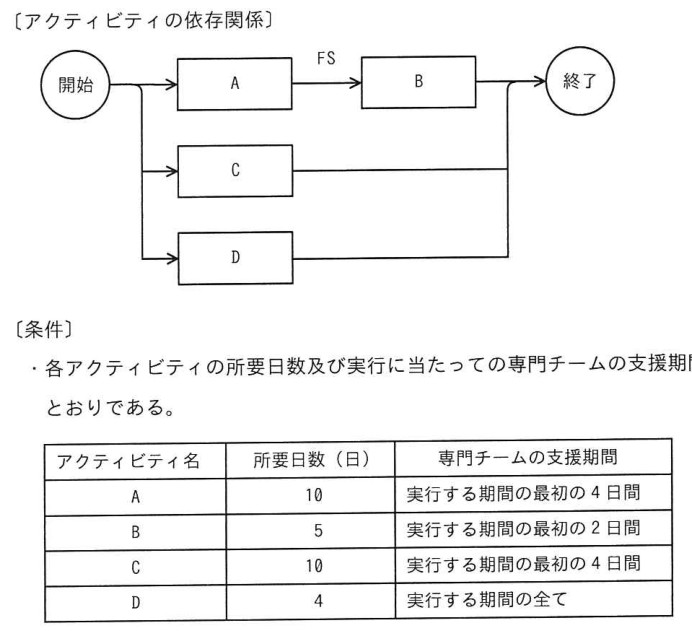 〔アクティビティの依存関係〕
FS
開始 A B 終了
C
D
〔条件〕
・各アクティビティの所要日数及び実行に当たっての専門チームの支援期
とおりである。
アクティビティ名 所要日数（日） 専門チームの支援期間
A 10 実行する期間の最初の4日間
B 5 実行する期間の最初の2日間
C 10 実行する期間の最初の4日間
D 4 実行する期間の全て